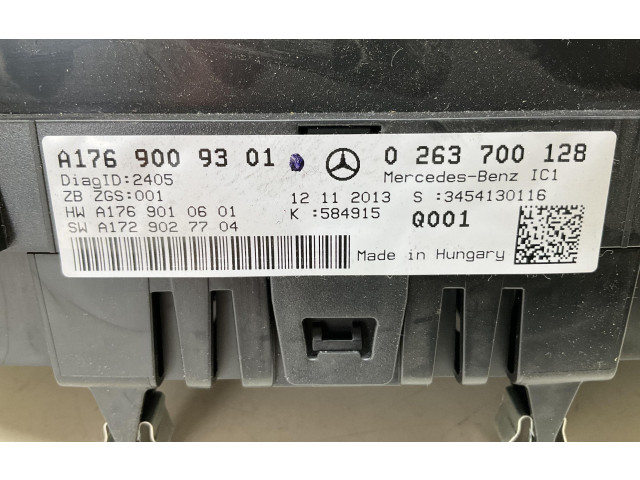 A176 900 93 01 0 263 700 128
DiagID:2405 Mercedes-Benz IC1
ZB ZGS:001 12 11 2013 S :3454130116
HW A176 901 06 01 K :584915 Q001
SW A172 902 77 04
Made in Hungary